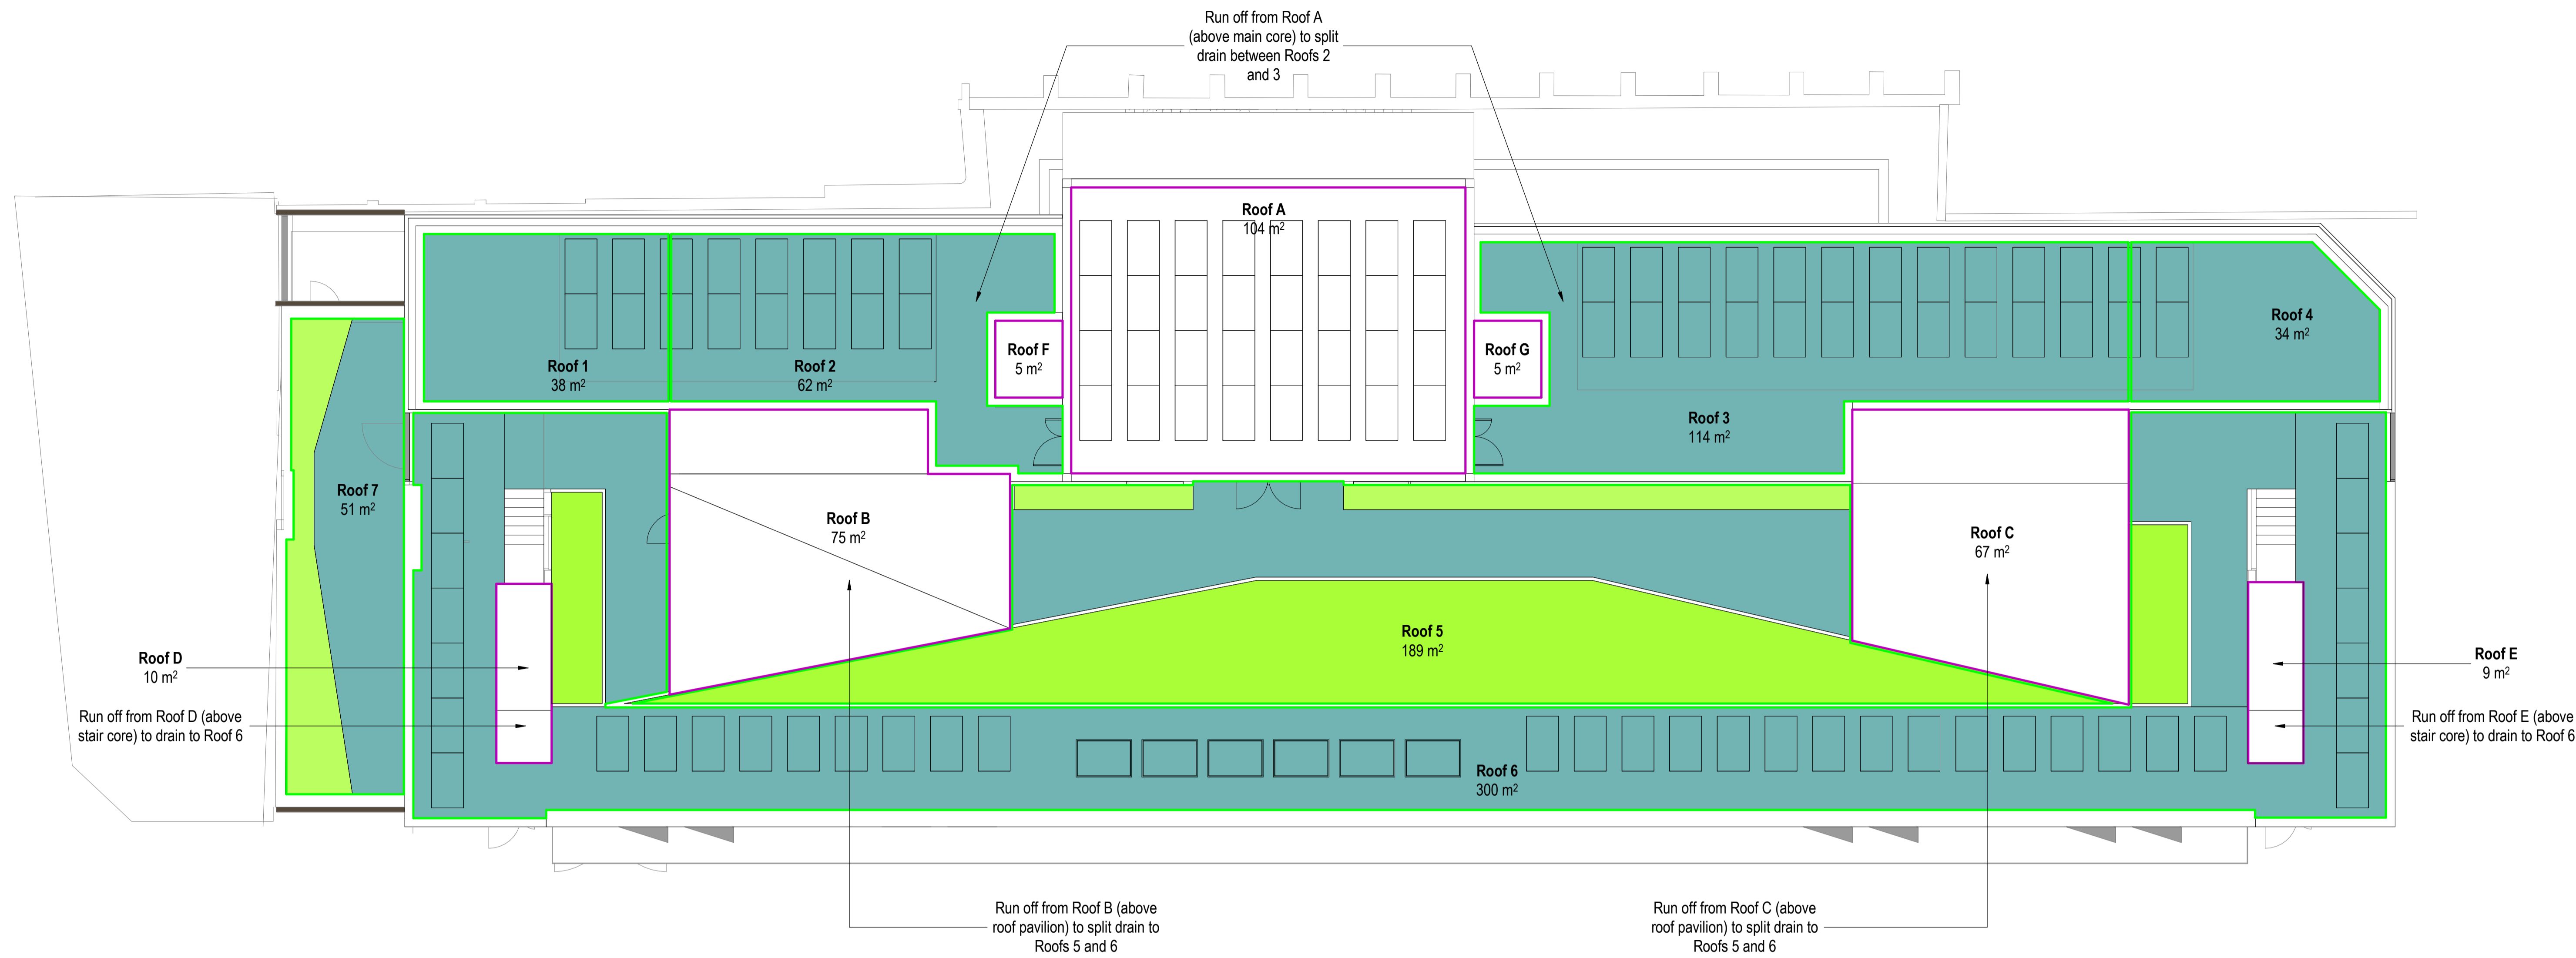 Run off from Roof A
(above main core) to split
drain between Roofs 2
and 3
Roof A
104 m²
Roof 1
38 m²
Roof 2
62 m²
Roof F
5 m²
Roof G
5 m²
Roof 3
114 m²
Roof 4
34 m²
Roof 7
51 m²
Roof B
75 m²
Roof C
67 m²
Roof 5
189 m²
Roof D
10 m²
Run off from Roof D (above
stair core) to drain to Roof 6
Roof E
9 m²
Run off from Roof E (above
stair core) to drain to Roof 6
Roof 6
300 m²
Run off from Roof B (above
roof pavilion) to split drain to
Roofs 5 and 6
Run off from Roof C (above
roof pavilion) to split drain to
Roofs 5 and 6